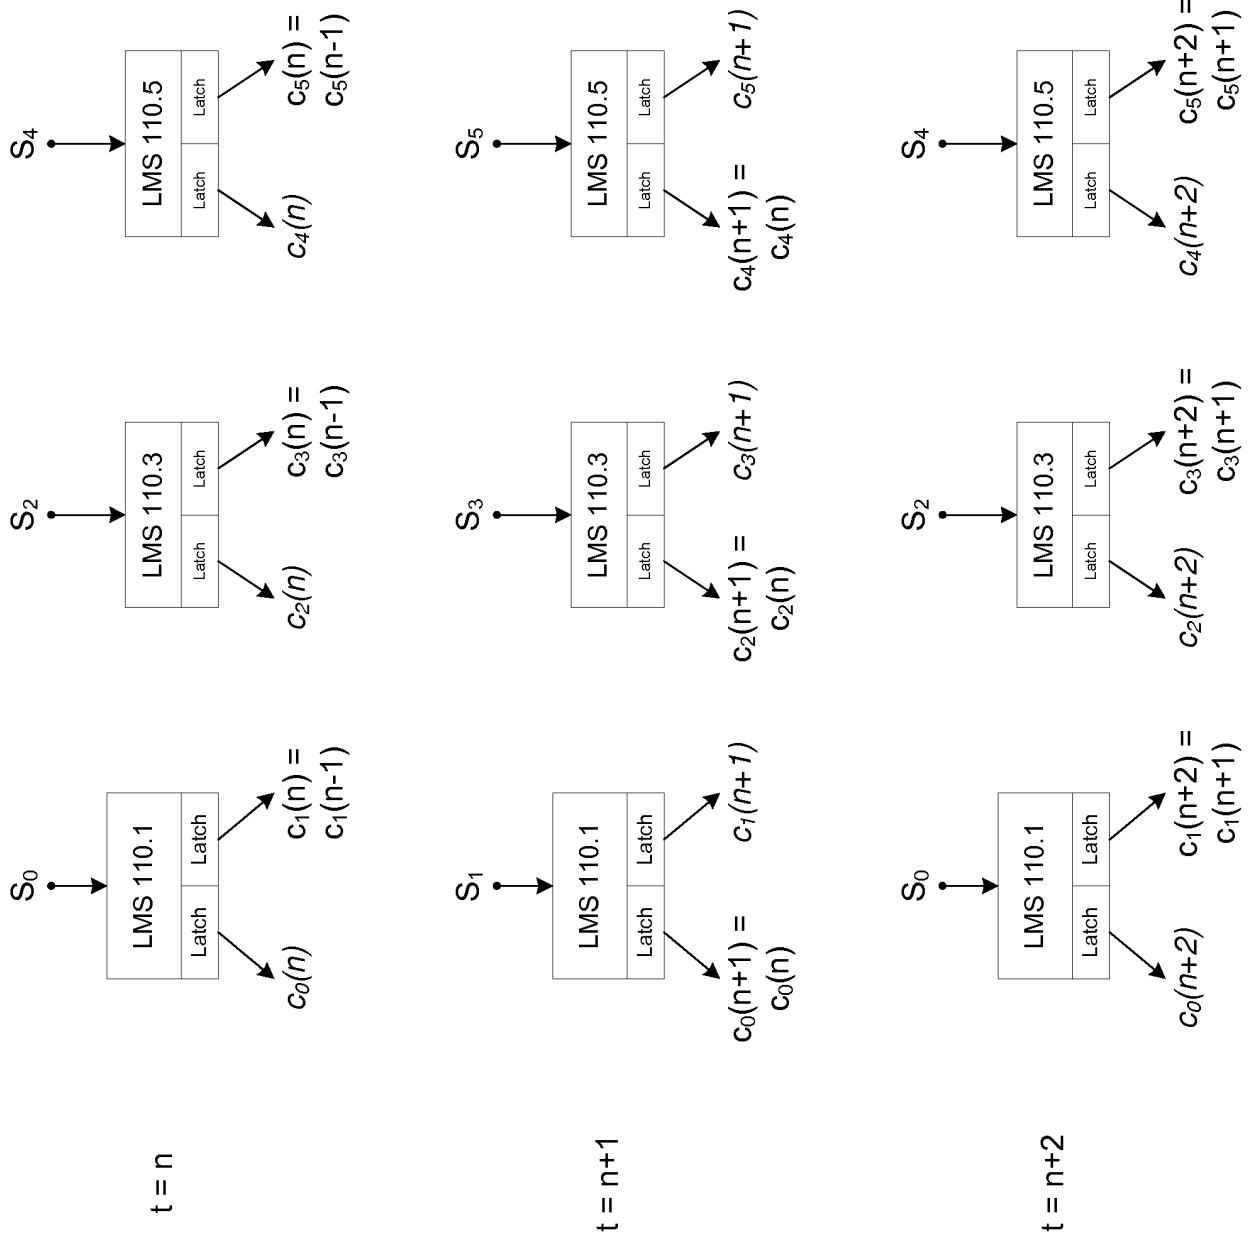 t = n
S₀
LMS 110.1
Latch
Latch
c₀(n)
c₁(n) =
c₁(n-1)
S₂
LMS 110.3
Latch
Latch
c₂(n)
c₃(n) =
c₃(n-1)
S₄
LMS 110.5
Latch
Latch
c₄(n)
c₅(n) =
c₅(n-1)
t = n+1
S₁
LMS 110.1
Latch
Latch
c₀(n+1) =
c₀(n)
c₁(n+1)
S₃
LMS 110.3
Latch
Latch
c₂(n+1) =
c₂(n)
c₃(n+1)
S₅
LMS 110.5
Latch
Latch
c₄(n+1) =
c₄(n)
c₅(n+1)
t = n+2
S₀
LMS 110.1
Latch
Latch
c₀(n+2)
c₁(n+2) =
c₁(n+1)
S₂
LMS 110.3
Latch
Latch
c₂(n+2)
c₃(n+2) =
c₃(n+1)
S₄
LMS 110.5
Latch
Latch
c₄(n+2)
c₅(n+2) =
c₅(n+1)